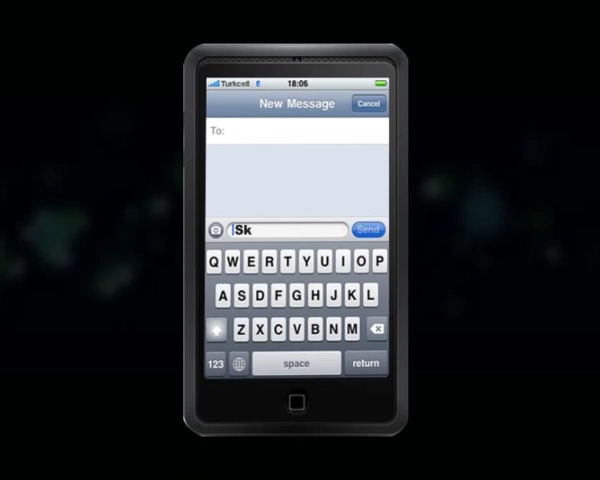 Turkcell E 18:06
New Message Cancel
To:
Sk Send
Q W E R T Y U I O P
A S D F G H J K L
Z X C V B N M
123 space return